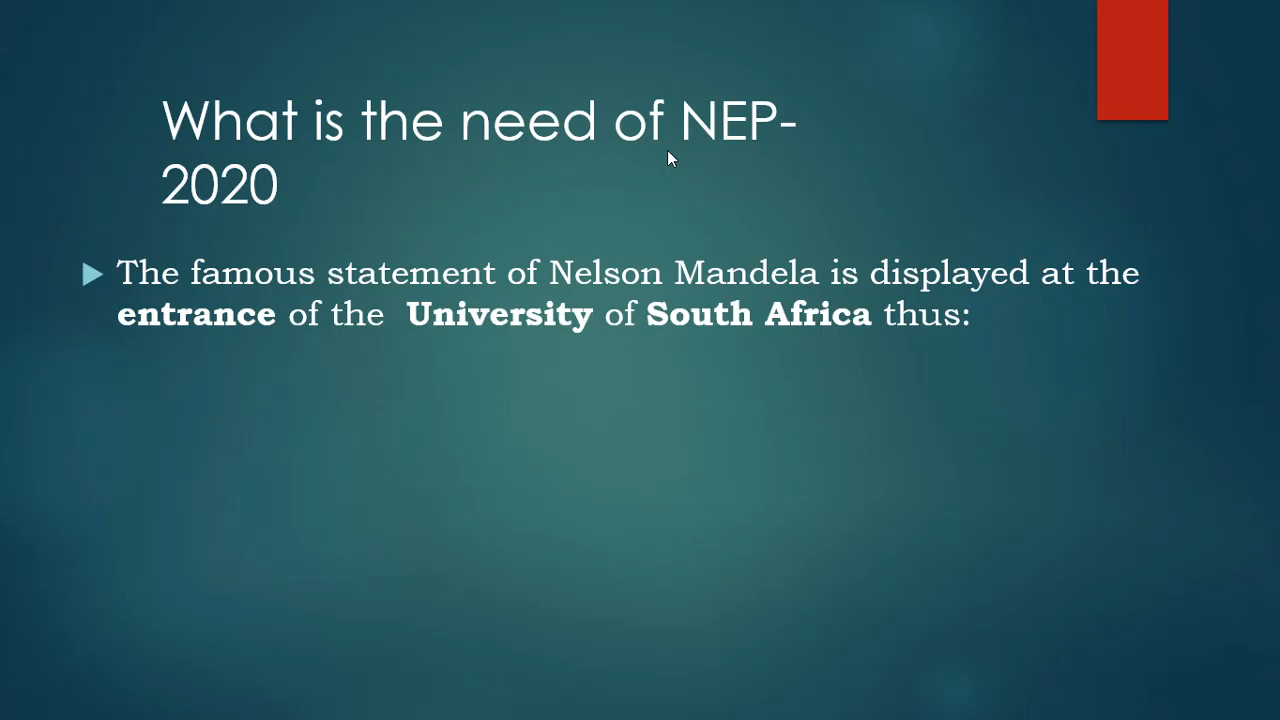 What is the need of NEP-
2020
The famous statement of Nelson Mandela is displayed at the
entrance of the University of South Africa thus: